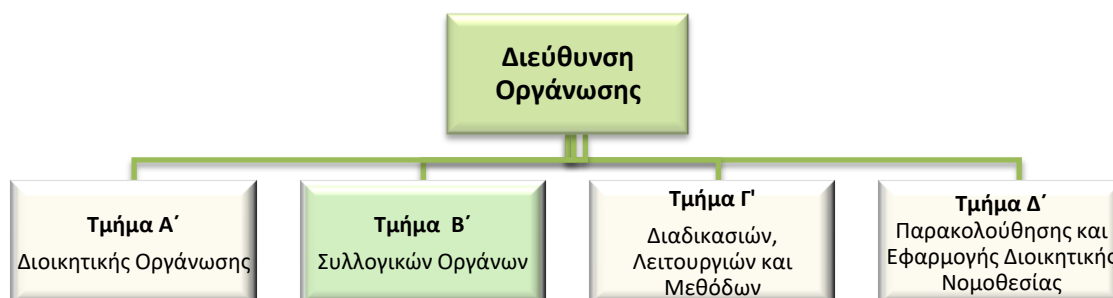 Διεύθυνση
Οργάνωσης
Τμήμα Α΄
Διοικητικής Οργάνωσης
Τμήμα Β΄
Συλλογικών Οργάνων
Τμήμα Γ'
Διαδικασιών,
Λειτουργιών και
Μεθόδων
Τμήμα Δ΄
Παρακολούθησης και
Εφαρμογής Διοικητικής
Νομοθεσίας